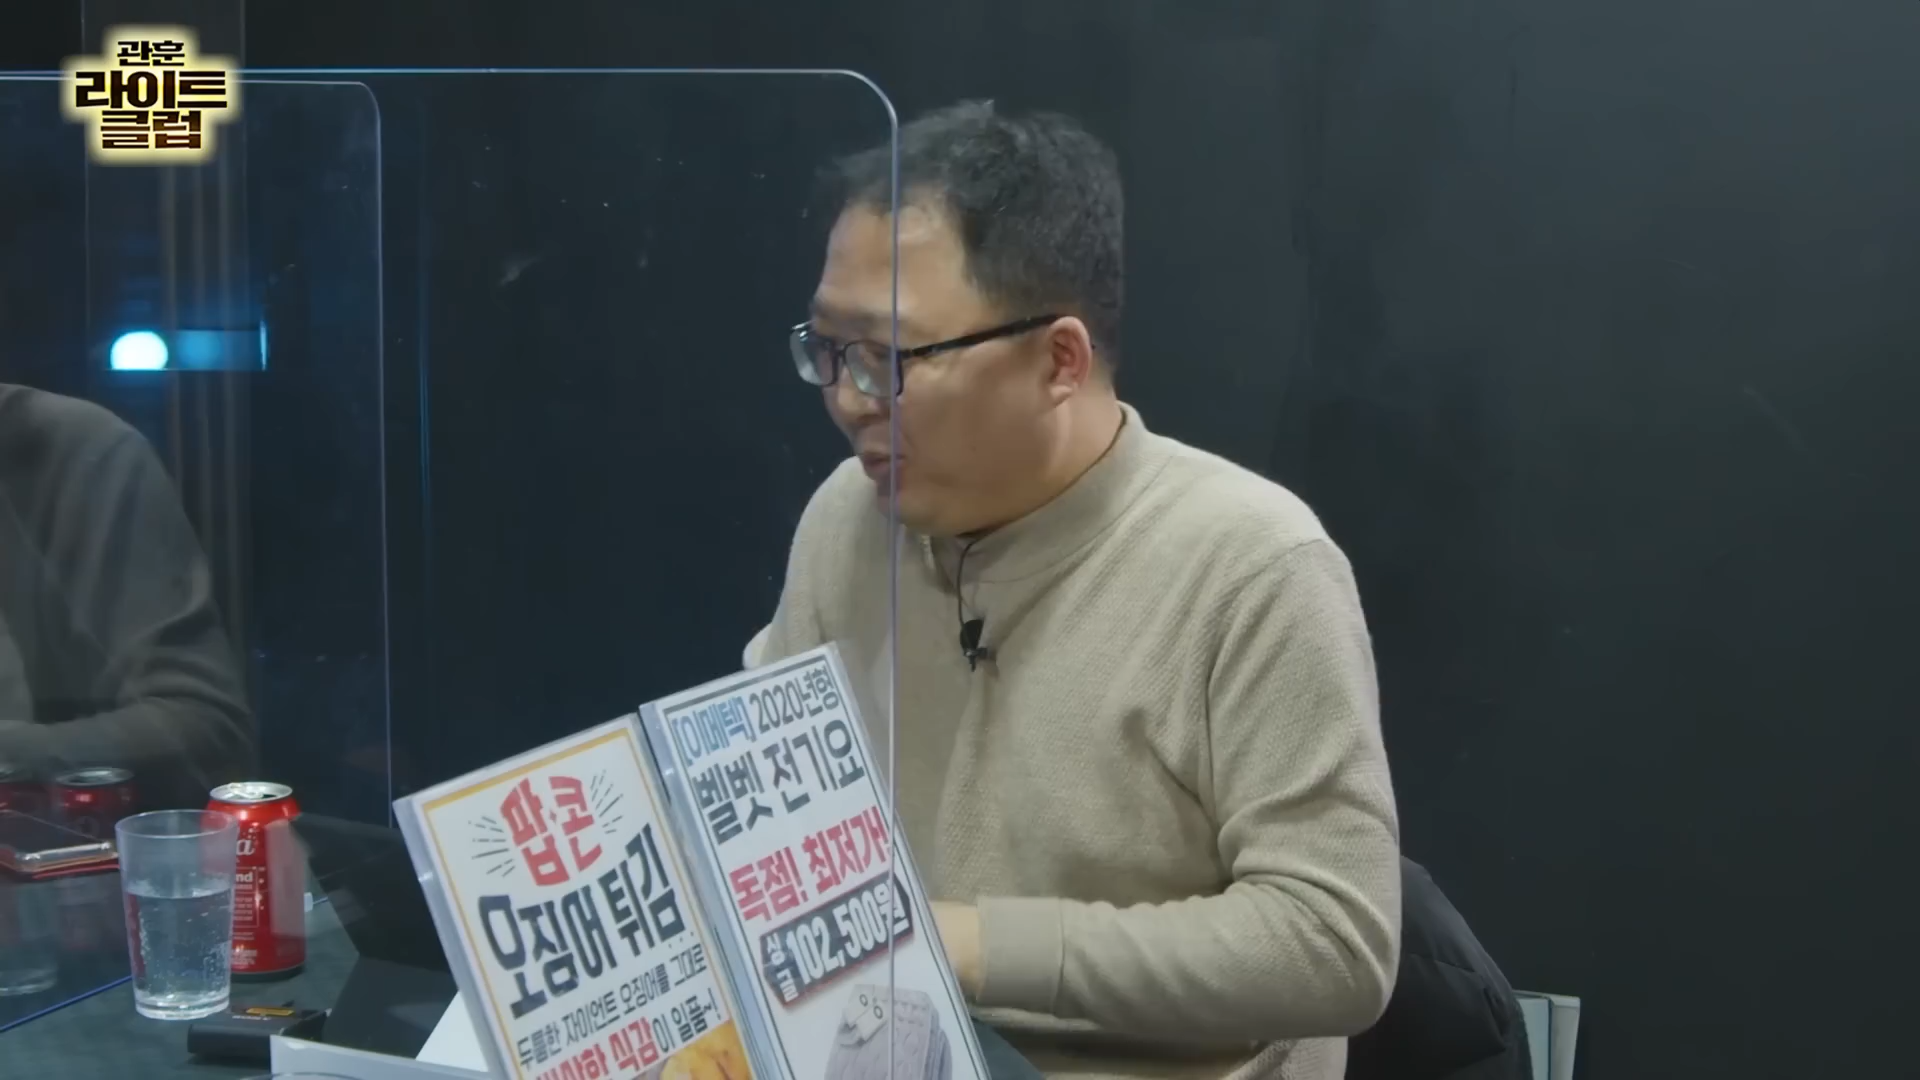 관훈
라이트
클럽
팝콘
오징어 튀김
두툼한 자이언트 오징어를 그대로
식감이 일품~!
[이메텍] 2020년형
벨벳 전기요
독점! 최저가!
싱글 102,500원